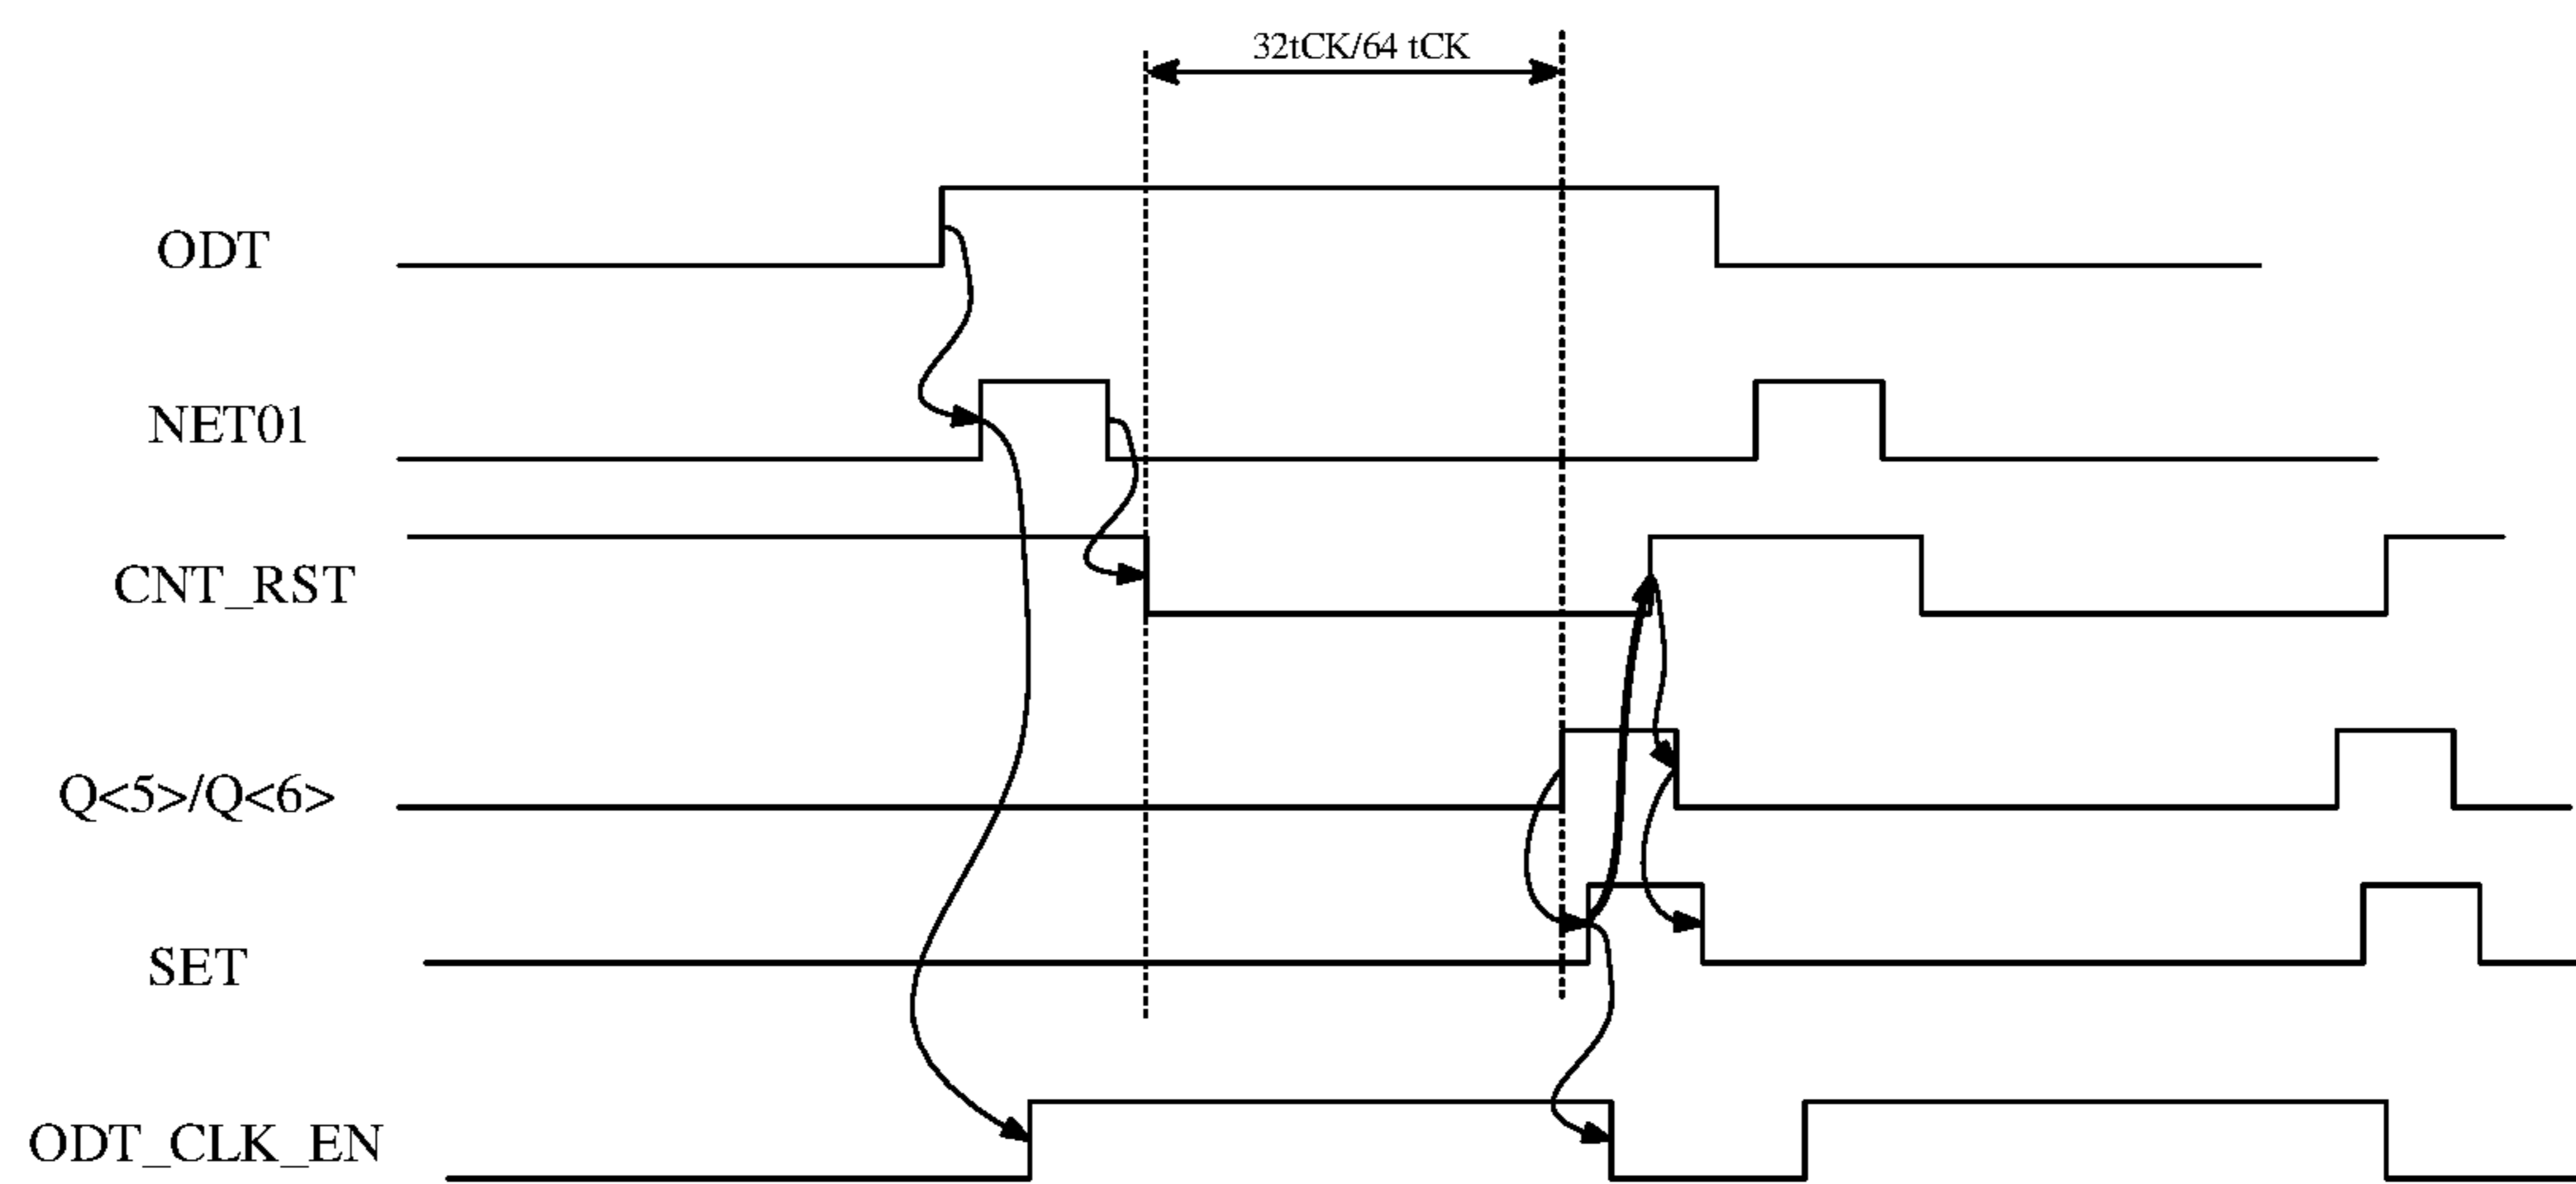 32tCK/64 tCK
ODT
NET01
CNT_RST
Q<5>/Q<6>
SET
ODT_CLK_EN